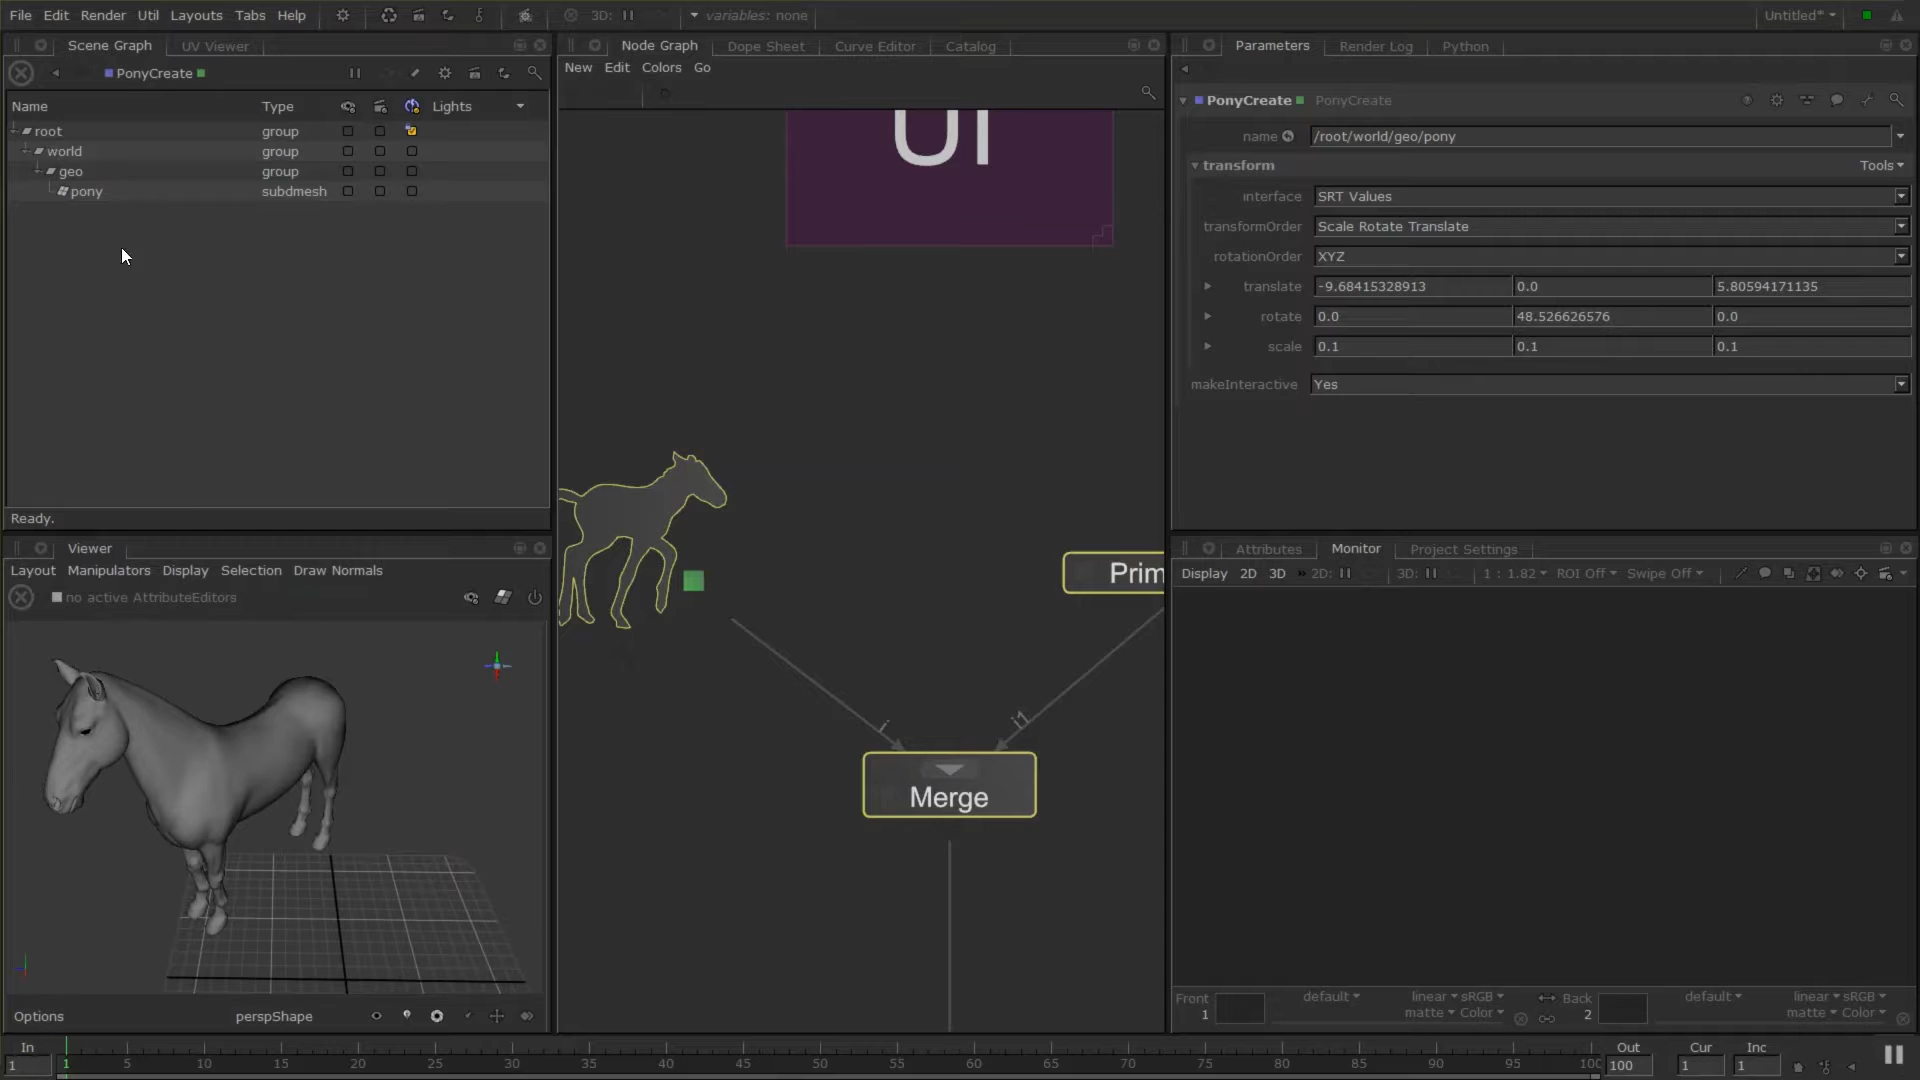 File Edit Render Util Layouts Tabs Help 3D: variables: none Untitled*
Scene Graph UV Viewer
PonyCreate
Name Type Lights
root group
world group
geo group
pony subdmesh
Ready.
Viewer
Layout Manipulators Display Selection Draw Normals
no active AttributeEditors
Options perspShape
Node Graph Dope Sheet Curve Editor Catalog
New Edit Colors Go
UI
Prim
i i1
Merge
Parameters Render Log Python
PonyCreate PonyCreate
name /root/world/geo/pony
transform Tools
interface SRT Values
transformOrder Scale Rotate Translate
rotationOrder XYZ
translate -9.68415328913 0.0 5.80594171135
rotate 0.0 48.526626576 0.0
scale 0.1 0.1 0.1
makeInteractive Yes
Attributes Monitor Project Settings
Display 2D 3D » 2D: 3D: 1 : 1.82 ROI Off Swipe Off
Front default linear sRGB Back default linear sRGB
1 matte Color 2 matte Color
In Out Cur Inc
1 1 5 10 15 20 25 30 35 40 45 50 55 60 65 70 75 80 85 90 95 100 100 1 1